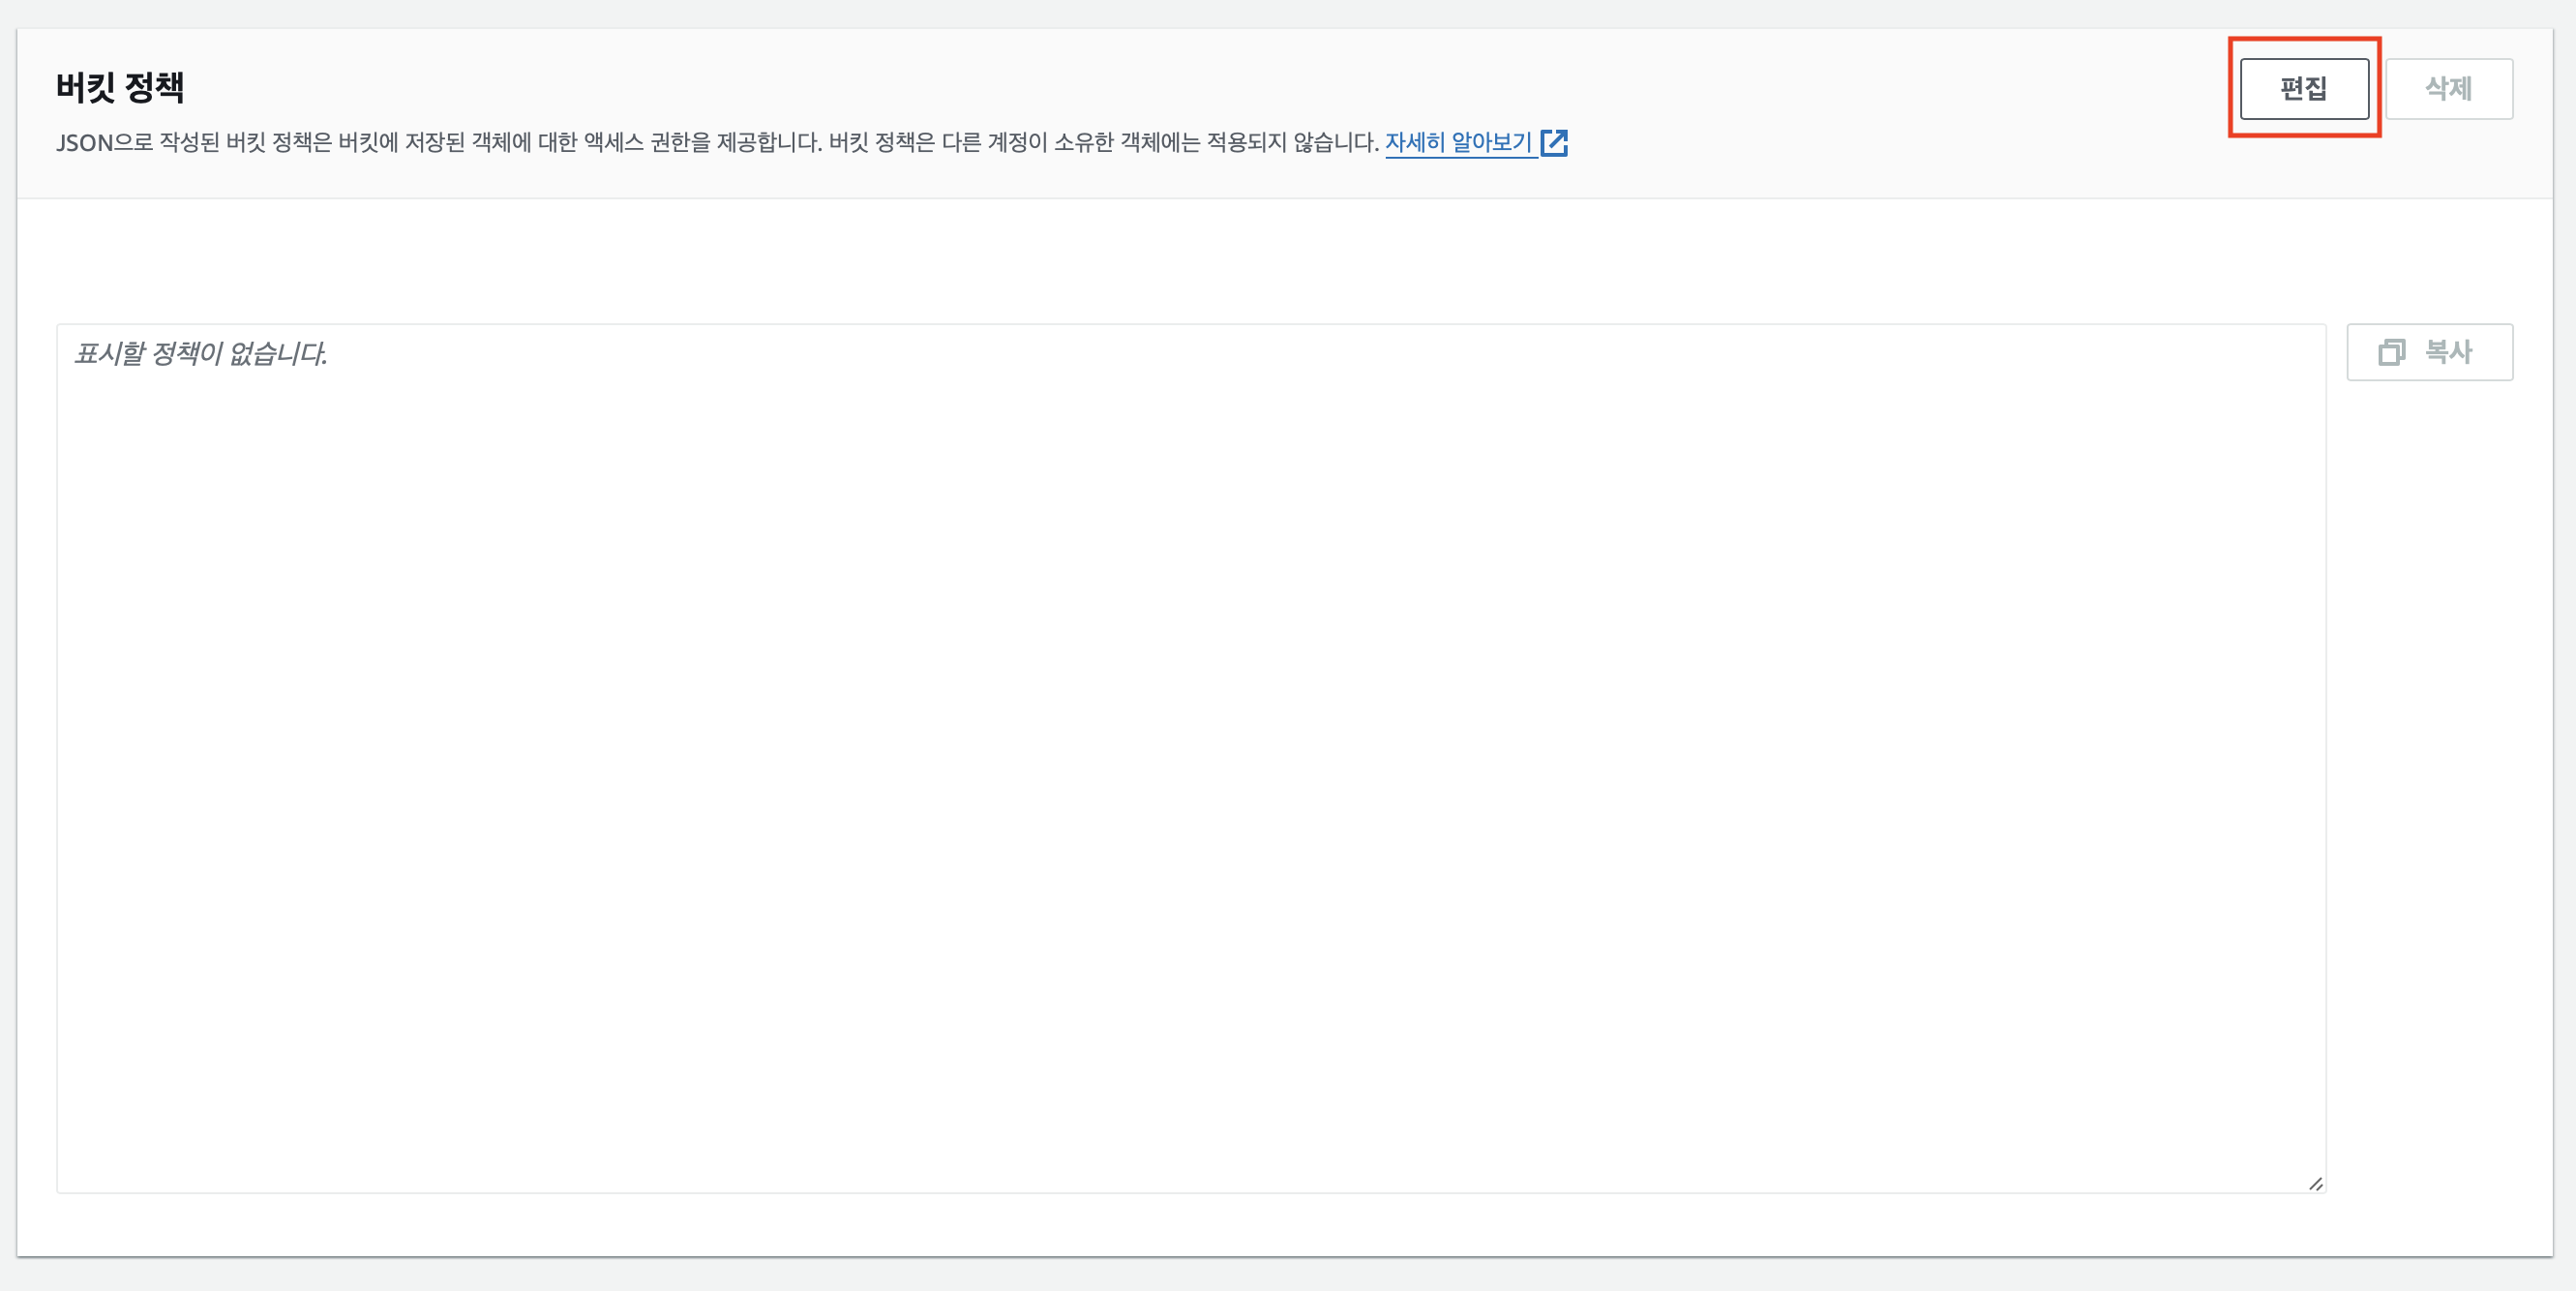 버킷 정책
편집
삭제
JSON으로 작성된 버킷 정책은 버킷에 저장된 객체에 대한 액세스 권한을 제공합니다. 버킷 정책은 다른 계정이 소유한 객체에는 적용되지 않습니다. 자세히 알아보기
표시할 정책이 없습니다.
복사